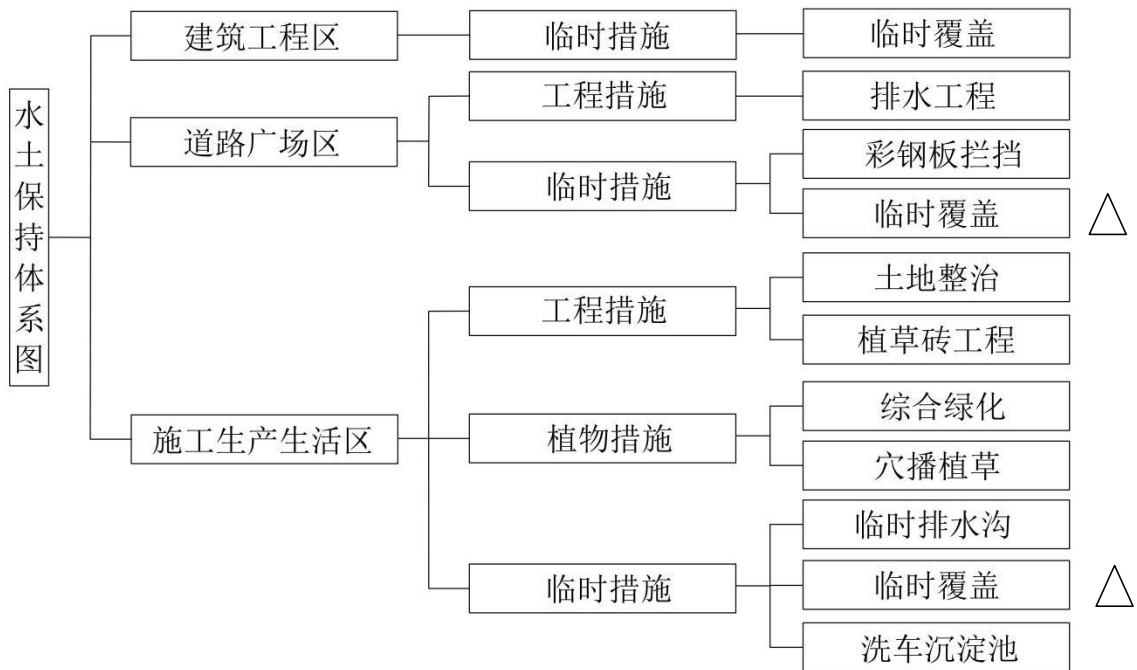 水土保持体系图
建筑工程区
临时措施
临时覆盖
道路广场区
工程措施
排水工程
临时措施
彩钢板拦挡
临时覆盖
施工生产生活区
工程措施
土地整治
植草砖工程
植物措施
综合绿化
穴播植草
临时措施
临时排水沟
临时覆盖
洗车沉淀池